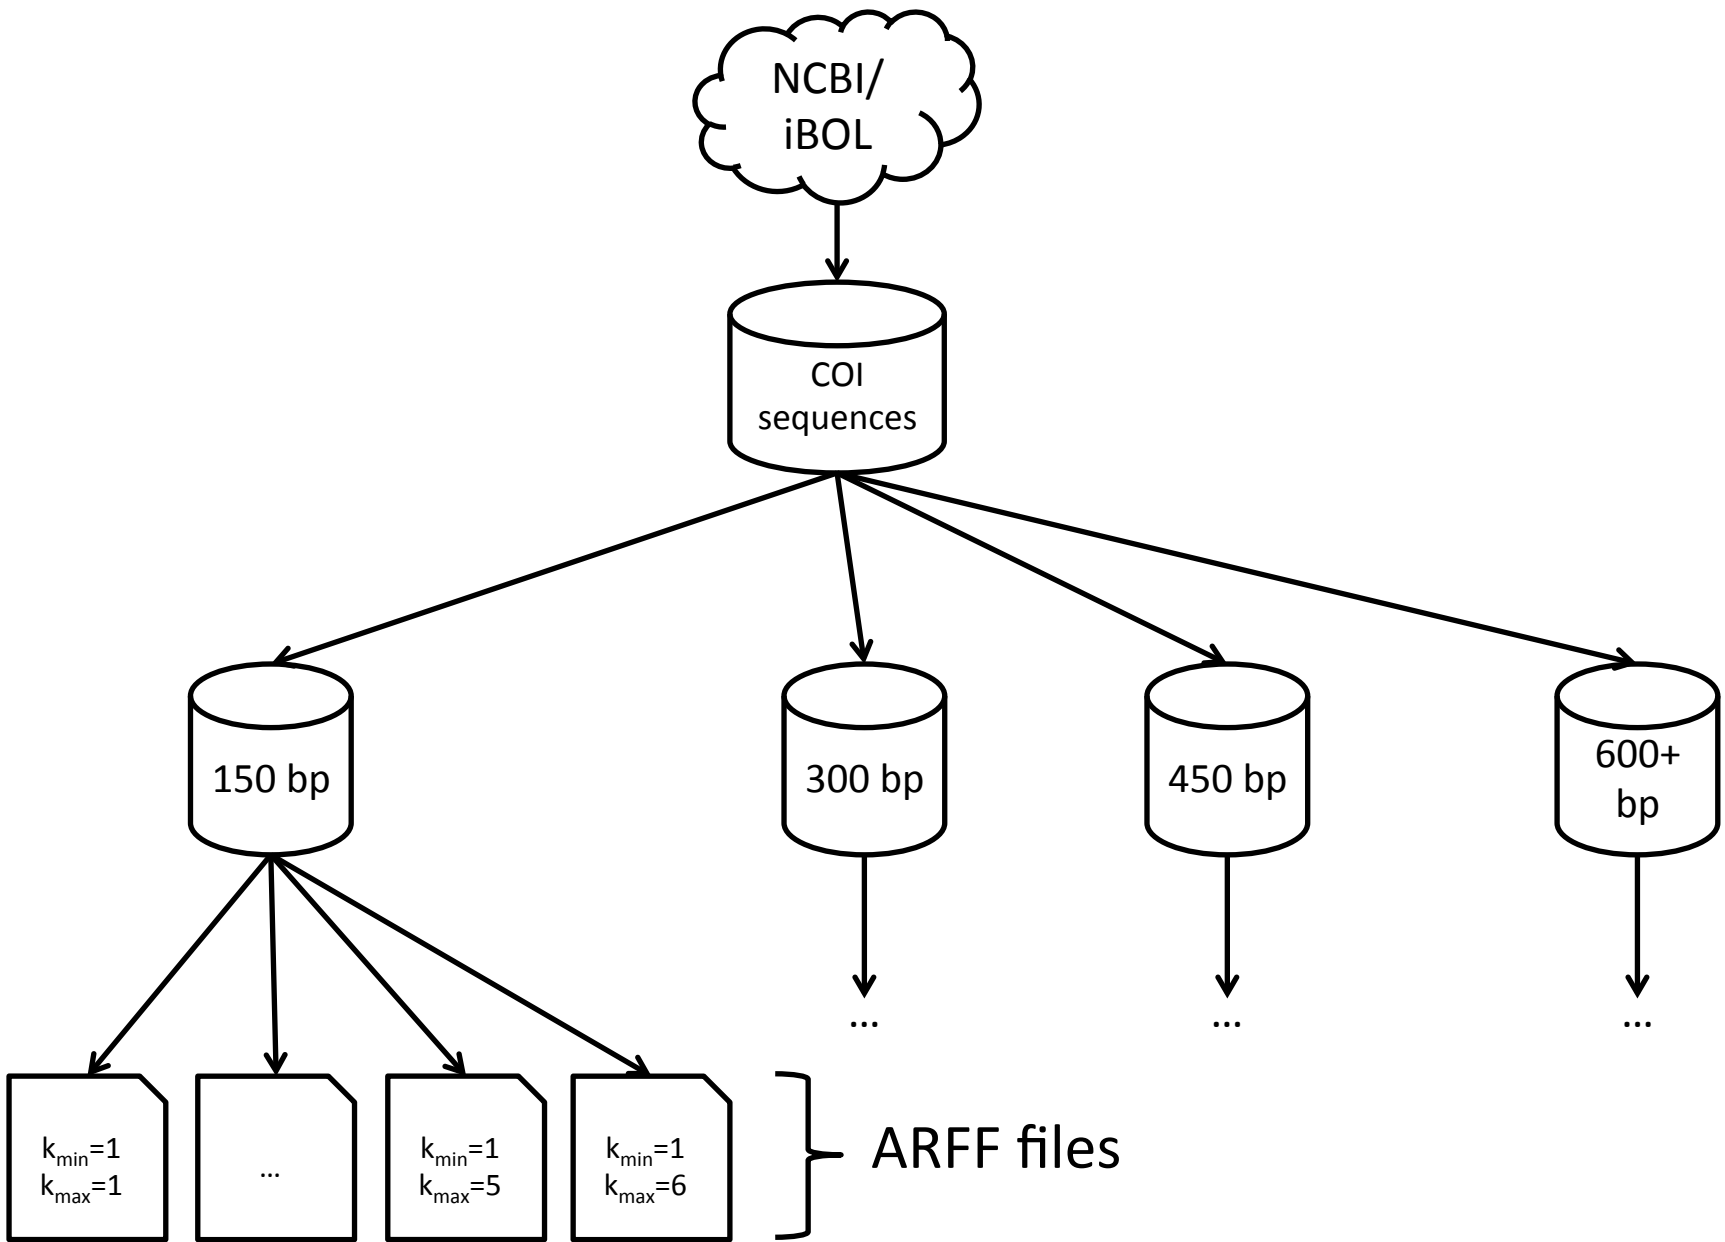 NCBI/
iBOL
COI
sequences
150 bp
300 bp
450 bp
600+
bp
...
...
...
kmin=1
kmax=1
...
kmin=1
kmax=5
kmin=1
kmax=6
ARFF files